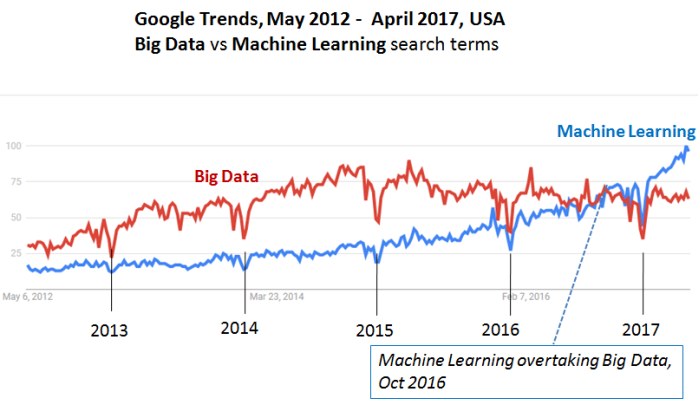 Google Trends, May 2012 - April 2017, USA
Big Data vs Machine Learning search terms
Machine Learning
Big Data
100
75
50
25
May 6, 2012
Mar 23, 2014
Feb 7, 2016
2013
2014
2015
2016
2017
Machine Learning overtaking Big Data,
Oct 2016